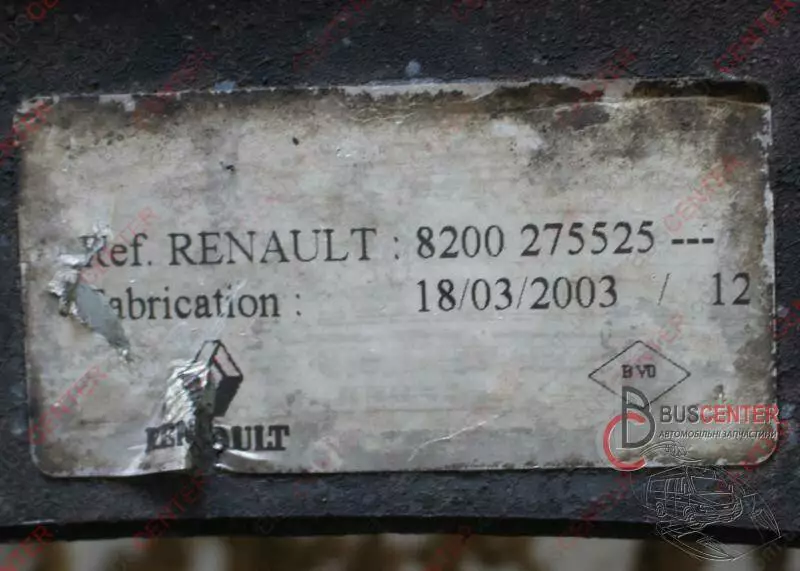 Ref. RENAULT : 8200 275525 ---
Fabrication : 18/03/2003 / 12
RENAULT
BVD
BUSCENTER
АВТОМОБІЛЬНІ ЗАПЧАСТИНИ